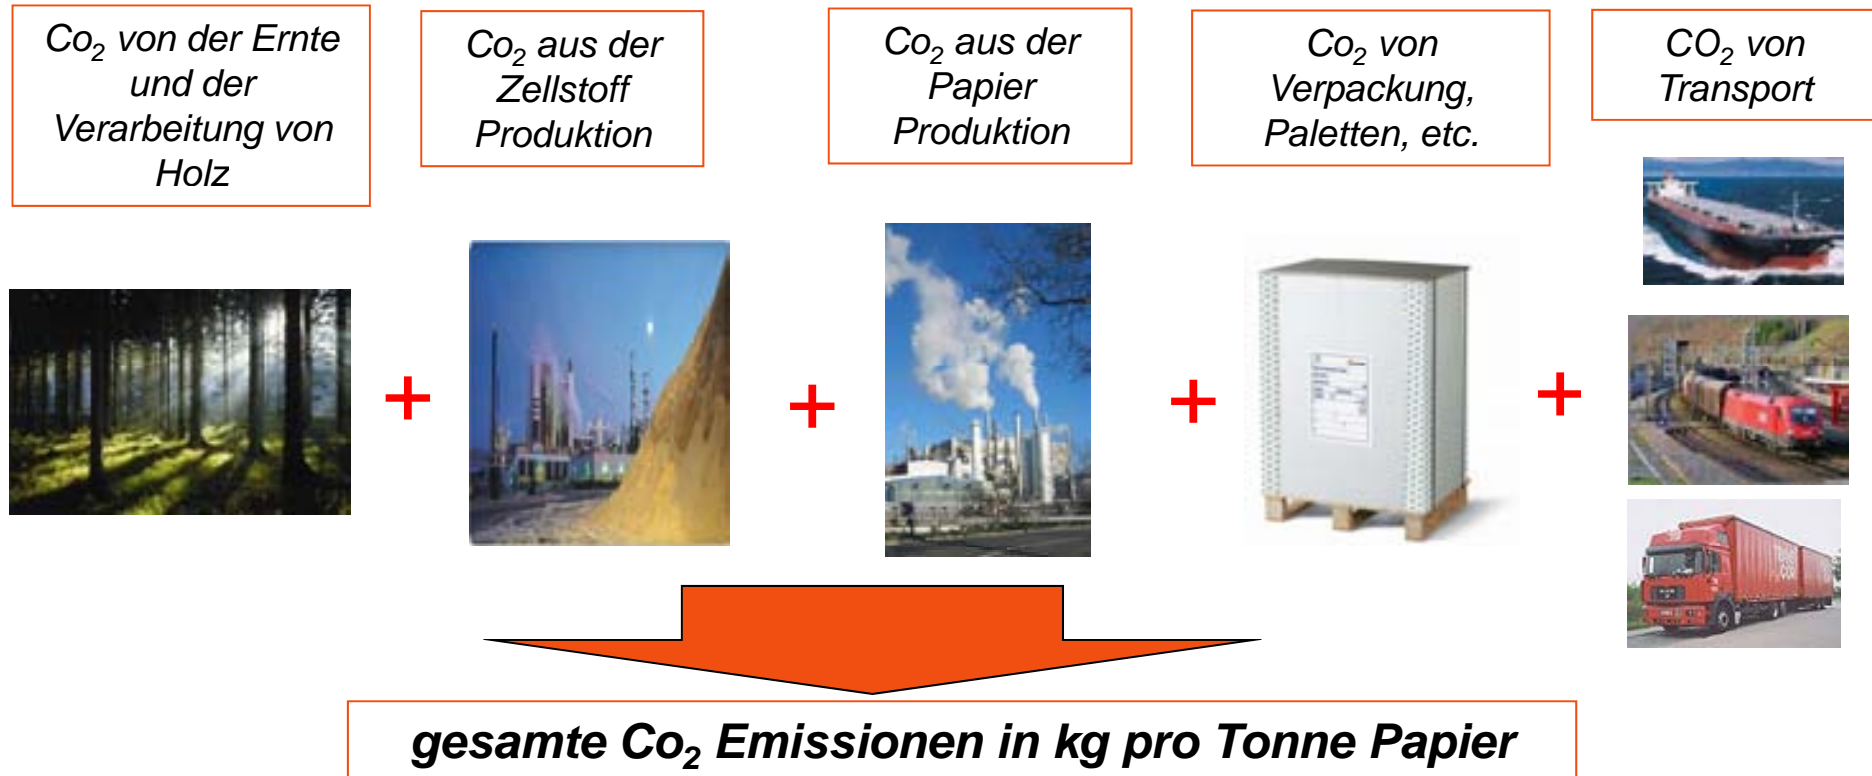 Co₂ von der Ernte
und der
Verarbeitung von
Holz
Co₂ aus der
Zellstoff
Produktion
Co₂ aus der
Papier
Produktion
Co₂ von
Verpackung,
Paletten, etc.
CO₂ von
Transport
+
+
+
+
gesamte Co₂ Emissionen in kg pro Tonne Papier